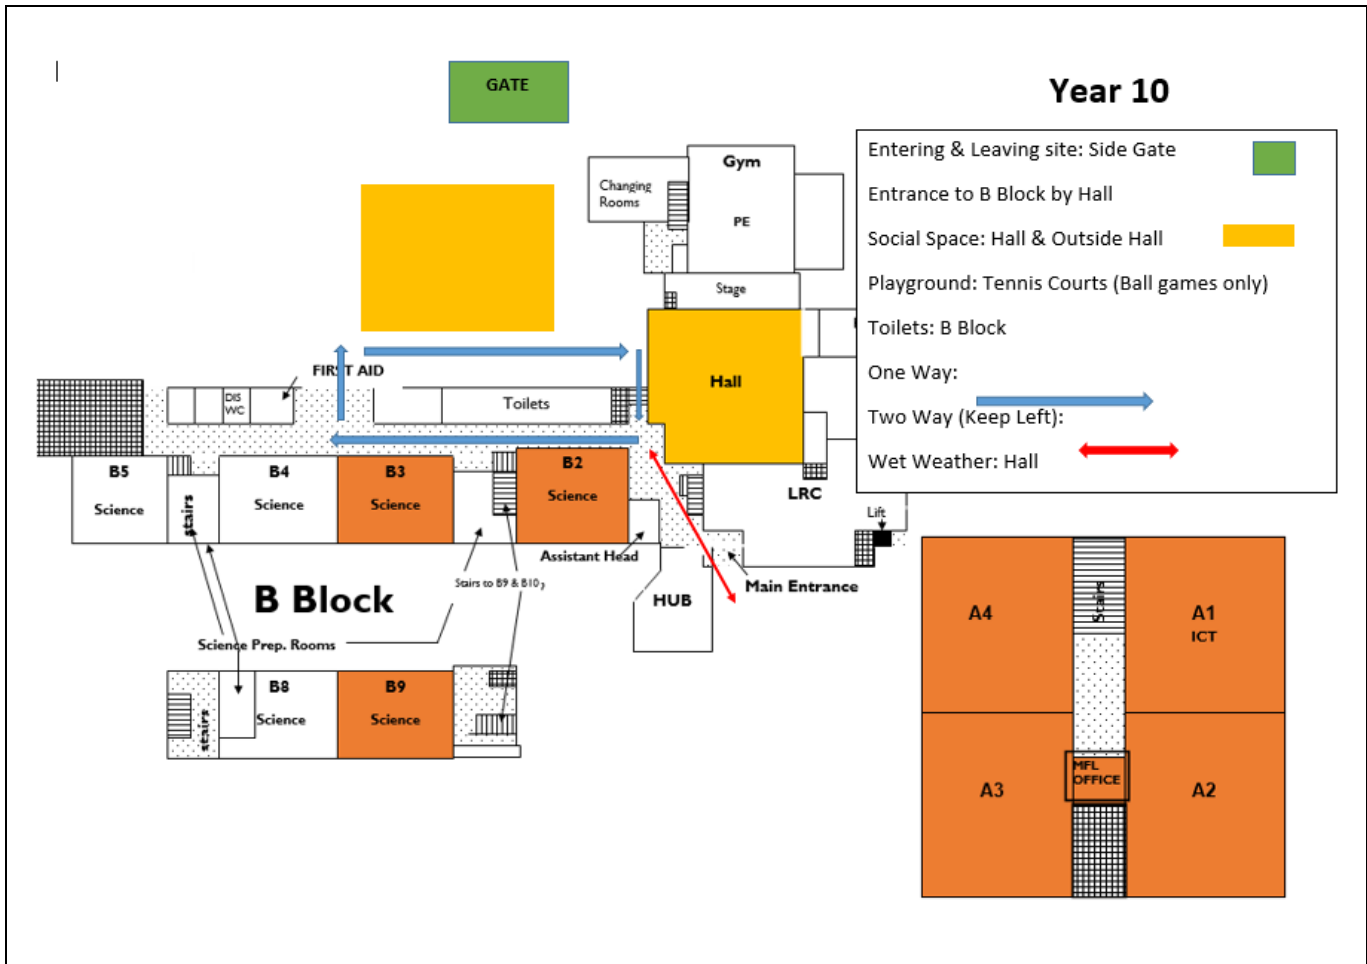 GATE
Year 10
Entering & Leaving site: Side Gate
Entrance to B Block by Hall
Social Space: Hall & Outside Hall
Playground: Tennis Courts (Ball games only)
Toilets: B Block
One Way:
Two Way (Keep Left):
Wet Weather: Hall
Gym
PE
Changing
Rooms
Stage
Hall
FIRST AID
DIS
WC
Toilets
B5
Science
stairs
B4
Science
B3
Science
B2
Science
LRC
Lift
Assistant Head
Main Entrance
HUB
Stairs to B9 & B10
B Block
Science Prep. Rooms
B8
Science
stairs
B9
Science
A4
Stairs
A1
ICT
A3
MFL
OFFICE
A2